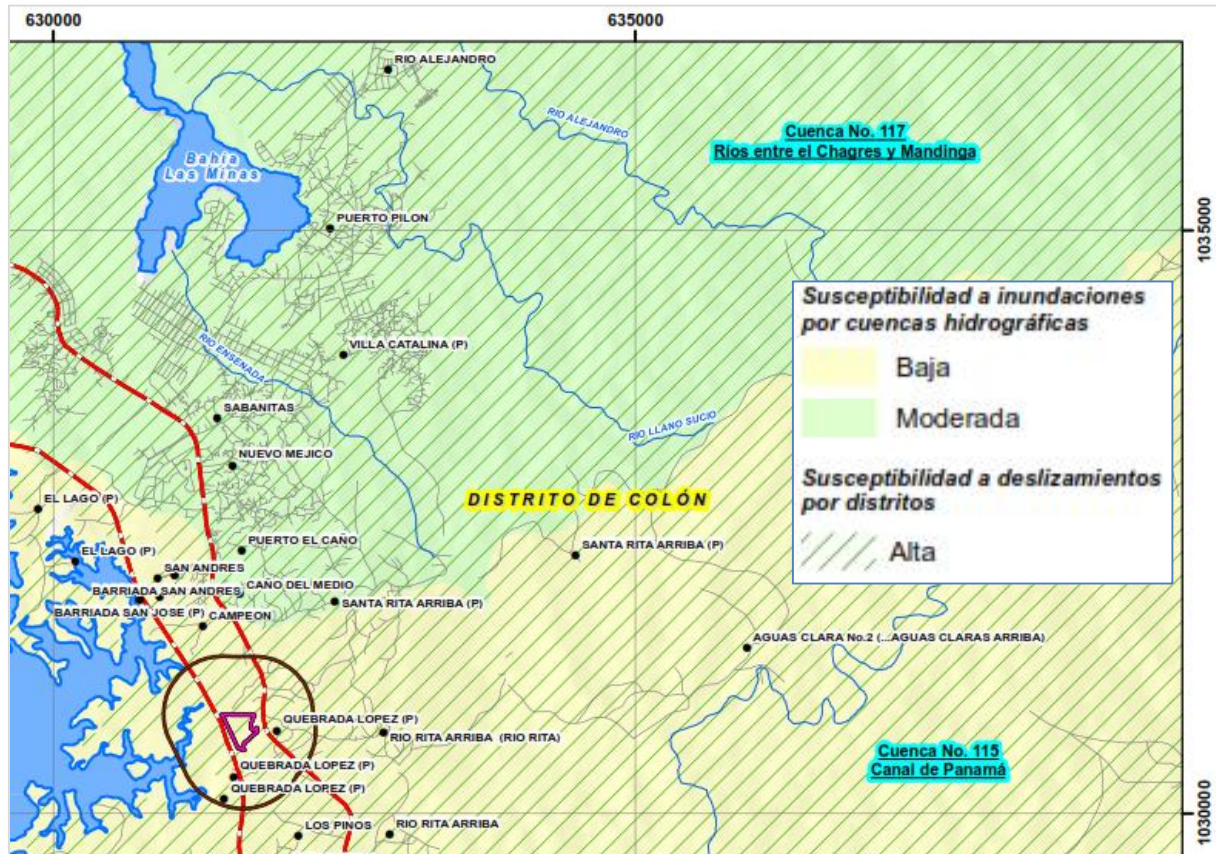 630000
635000
RIO ALEJANDRO
RIO ALEJANDRO
Cuenca No. 117
Ríos entre el Chagres y Mandinga
Bahía
Las Minas
PUERTO PILON
1035000
Susceptibilidad a inundaciones
por cuencas hidrográficas
Baja
Moderada
Susceptibilidad a deslizamientos
por distritos
Alta
RIO ENSENADA
VILLA CATALINA (P)
SABANITAS
RIO LLANO SUCIO
NUEVO MEJICO
DISTRITO DE COLÓN
EL LAGO (P)
PUERTO EL CAÑO
SANTA RITA ARRIBA (P)
EL LAGO (P)
SAN ANDRES
BARRIADA SAN ANDRES
CAÑO DEL MEDIO
SANTA RITA ARRIBA (P)
BARRIADA SAN JOSE (P)
CAMPEON
AGUAS CLARA No.2 (...AGUAS CLARAS ARRIBA)
QUEBRADA LOPEZ (P)
RIO RITA ARRIBA (RIO RITA)
Cuenca No. 115
Canal de Panamá
QUEBRADA LOPEZ (P)
QUEBRADA LOPEZ (P)
LOS PINOS
RIO RITA ARRIBA
1030000